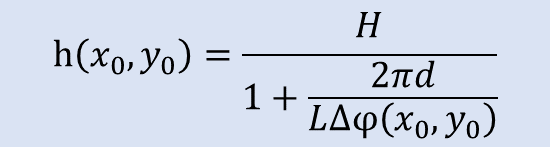 h(x₀,y₀) = H / (1 + 2πd / (LΔφ(x₀,y₀)))